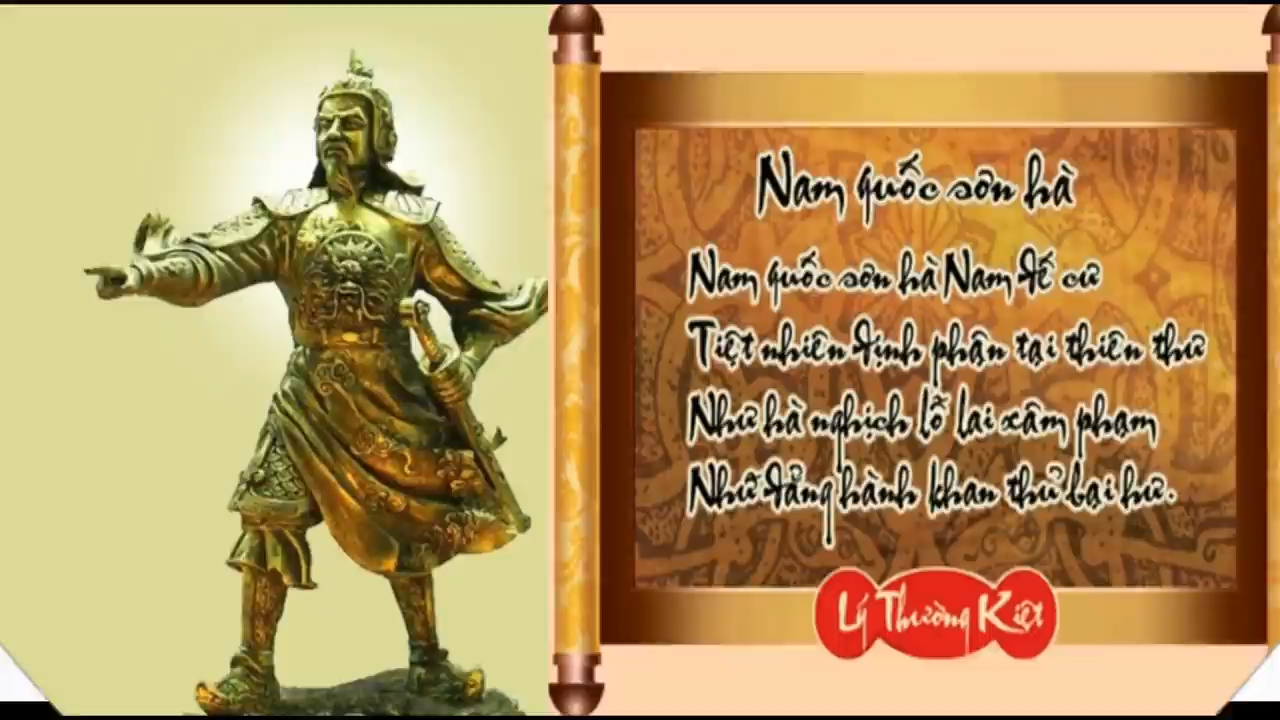 Nam quốc sơn hà
Nam quốc sơn hà Nam đế cư
Tiệt nhiên định phận tại thiên thư
Như hà nghịch lỗ lai xâm phạm
Nhữ đẳng hành khan thủ bại hư.
Lý Thường Kiệt